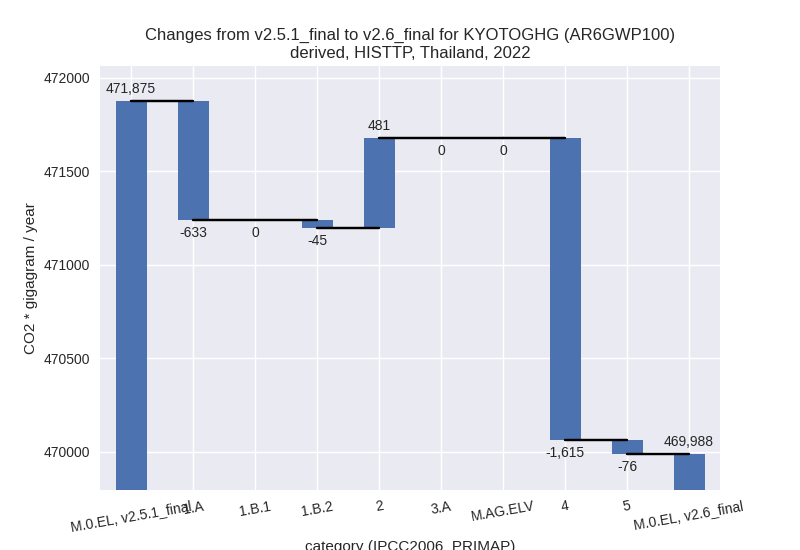 Changes from v2.5.1_final to v2.6_final for KYOTOGHG (AR6GWP100)
derived, HISTTP, Thailand, 2022
CO2 * gigagram / year
472000
471500
471000
470500
470000
471,875
-633
0
-45
481
0
0
-1,615
-76
469,988
M.0.EL, v2.5.1_final
1.A
1.B.1
1.B.2
2
3.A
M.AG.ELV
4
5
M.0.EL, v2.6_final
category (IPCC2006_PRIMAP)